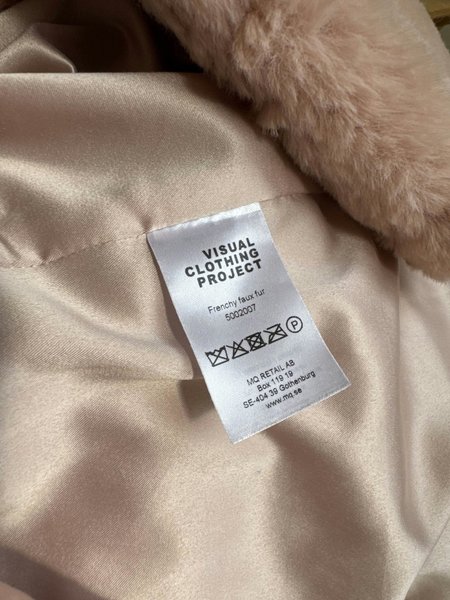 VISUAL
CLOTHING
PROJECT
Frenchy faux fur
5002007
P
MQ RETAIL AB
Box 119 19
SE-404 39 Gothenburg
www.mq.se